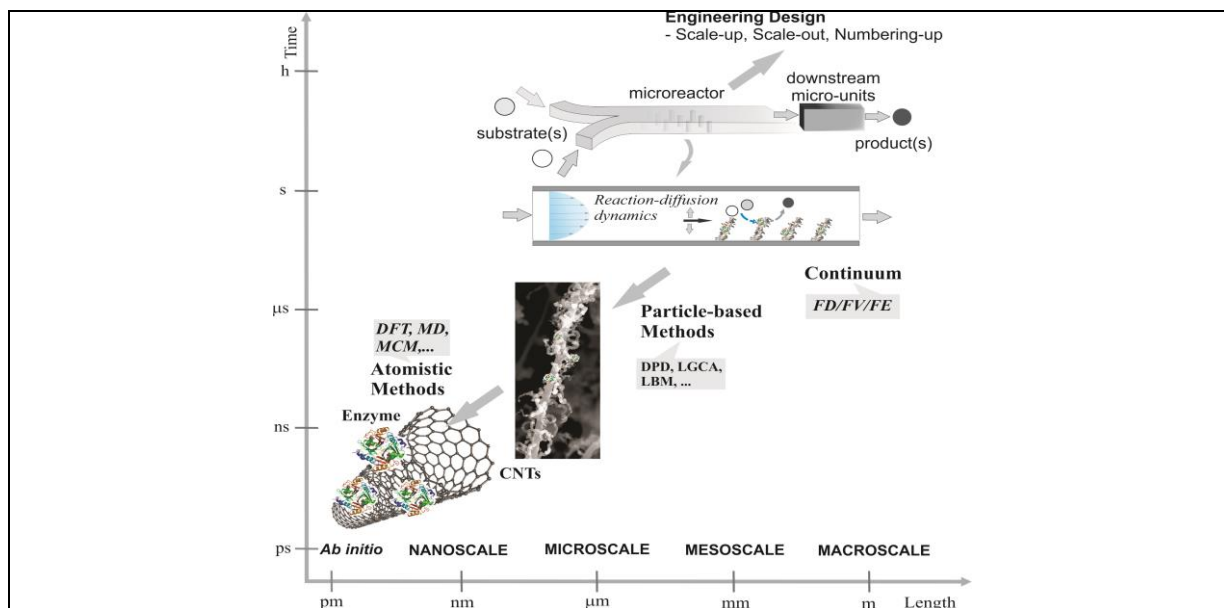 Engineering Design
- Scale-up, Scale-out, Numbering-up
Time
h
microreactor
downstream
micro-units
substrate(s)
product(s)
s
Reaction-diffusion
dynamics
Continuum
FD/FV/FE
μs
Particle-based
Methods
DPD, LGCA,
LBM, ...
DFT, MD,
MCM,...
Atomistic
Methods
Enzyme
ns
CNTs
ps
Ab initio
NANOSCALE
MICROSCALE
MESOSCALE
MACROSCALE
pm
nm
μm
mm
m
Length